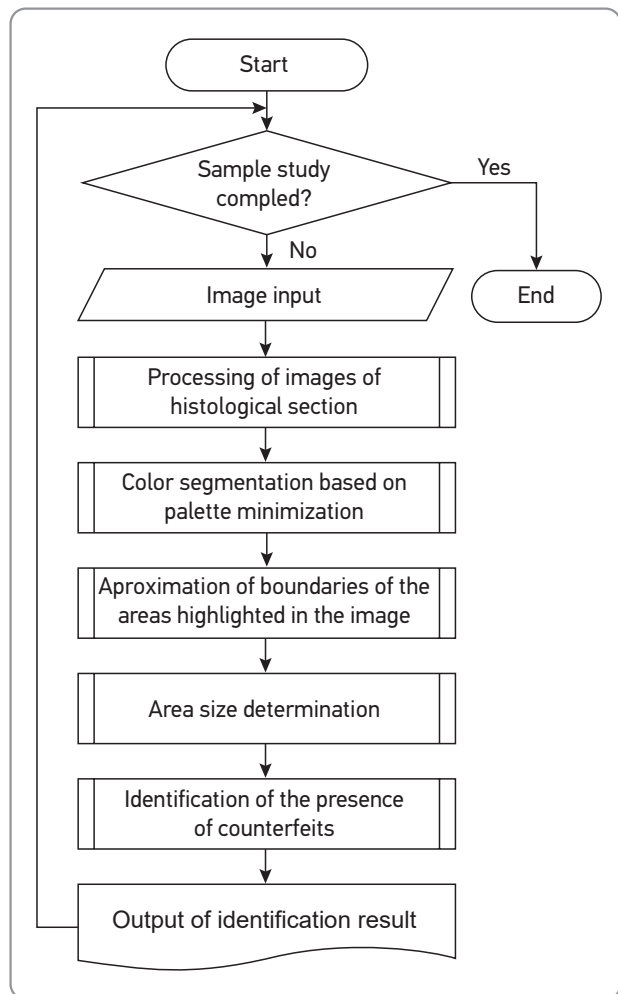 Start
Sample study
compled?
Yes
No
Image input
End
Processing of images of
histological section
Color segmentation based on
palette minimization
Aproximation of boundaries of the
areas highlighted in the image
Area size determination
Identification of the presence
of counterfeits
Output of identification result